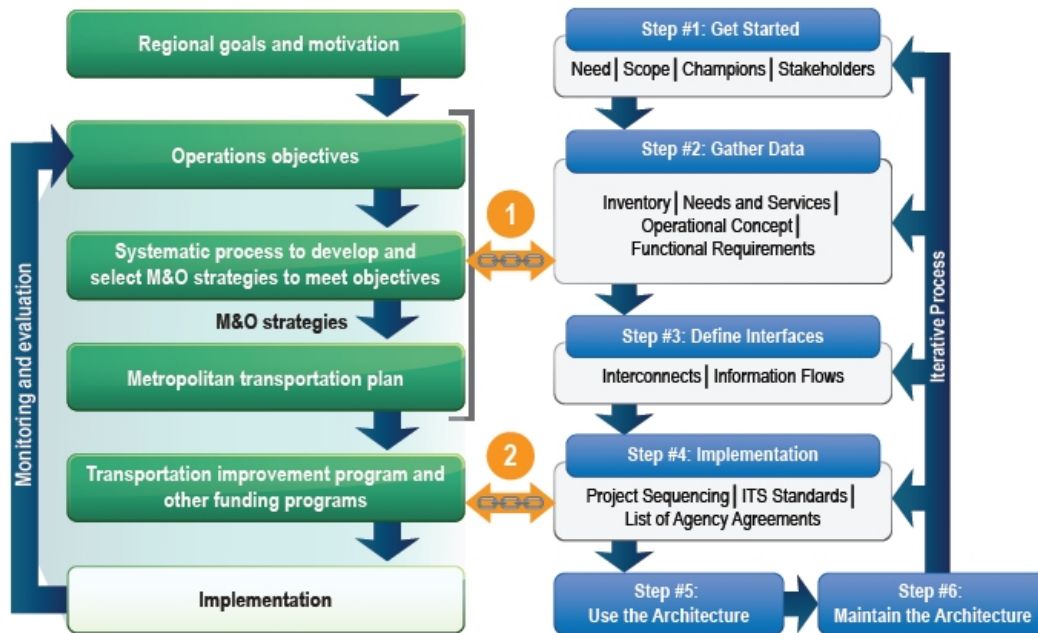 Regional goals and motivation
Operations objectives
Systematic process to develop and
select M&O strategies to meet objectives
M&O strategies
Metropolitan transportation plan
Transportation improvement program and
other funding programs
Implementation
Monitoring and evaluation
1
2
Step #1: Get Started
Need | Scope | Champions | Stakeholders
Step #2: Gather Data
Inventory | Needs and Services |
Operational Concept |
Functional Requirements
Step #3: Define Interfaces
Interconnects | Information Flows
Step #4: Implementation
Project Sequencing | ITS Standards |
List of Agency Agreements
Step #5:
Use the Architecture
Step #6:
Maintain the Architecture
Iterative Process